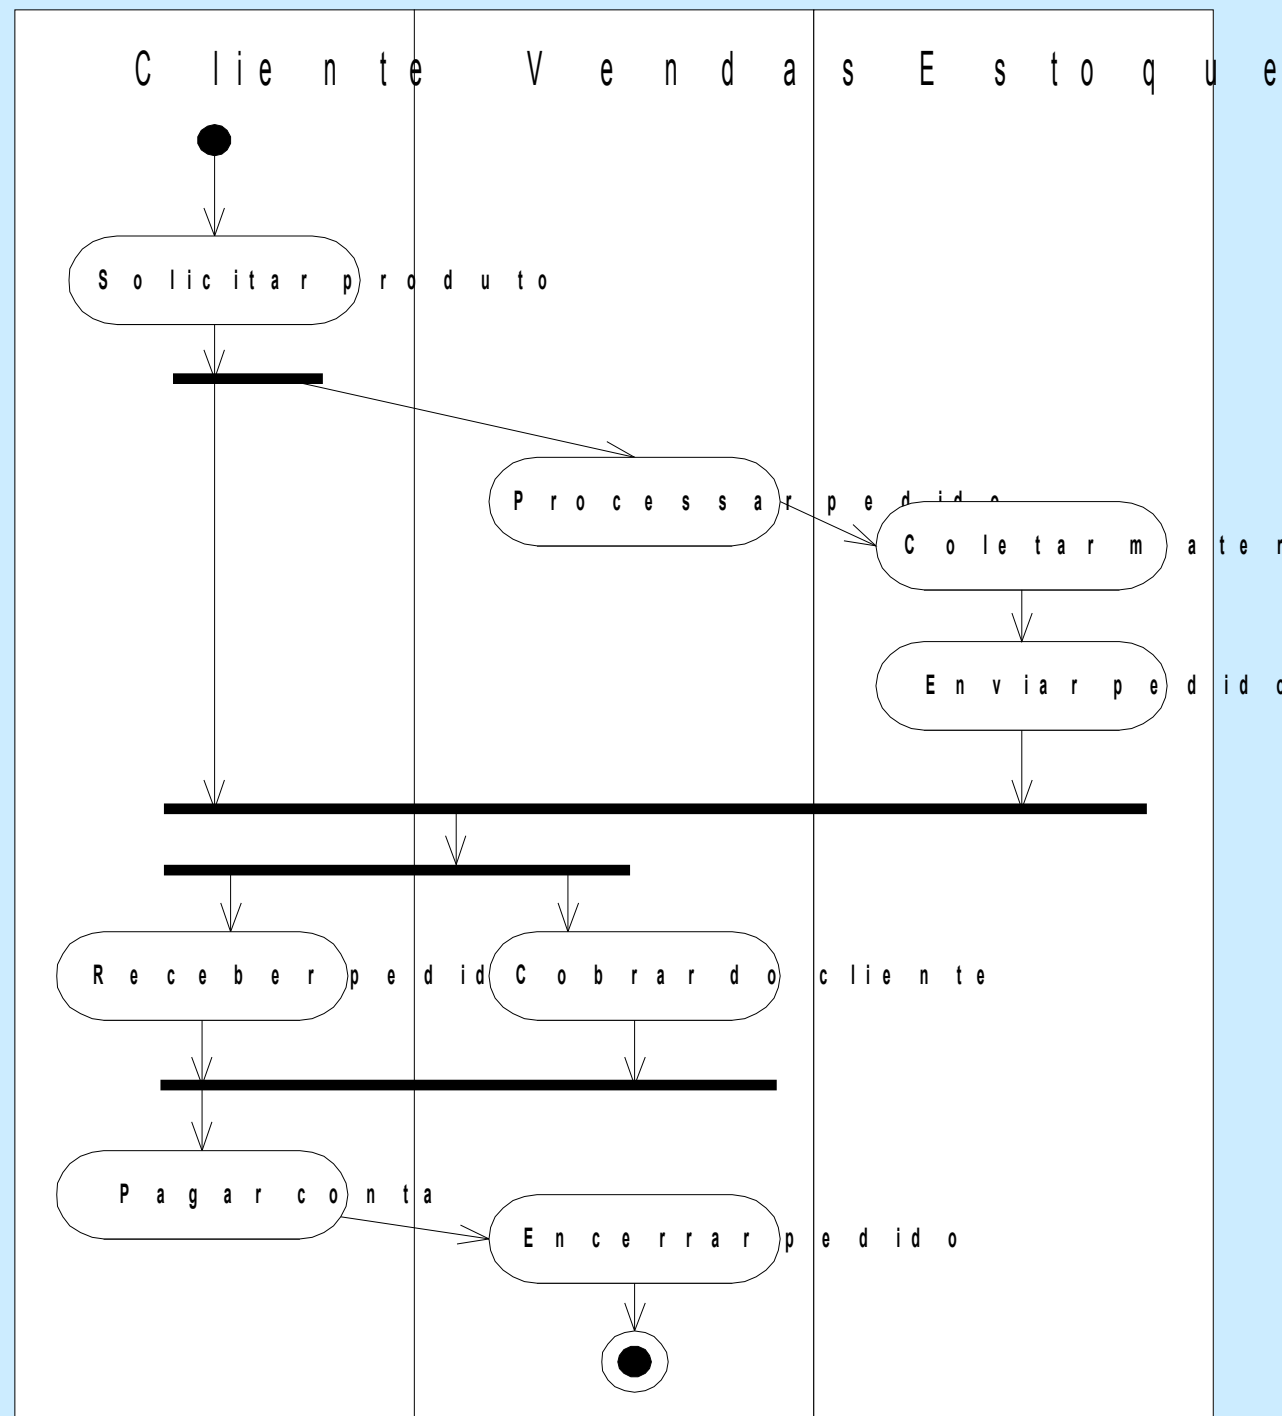 Cliente Vendas Estoque
Solicitar produto
Processar pedido
Coletar mater
Enviar pedido
Receber pedid
Cobrar do cliente
Pagar conta
Encerrar pedido